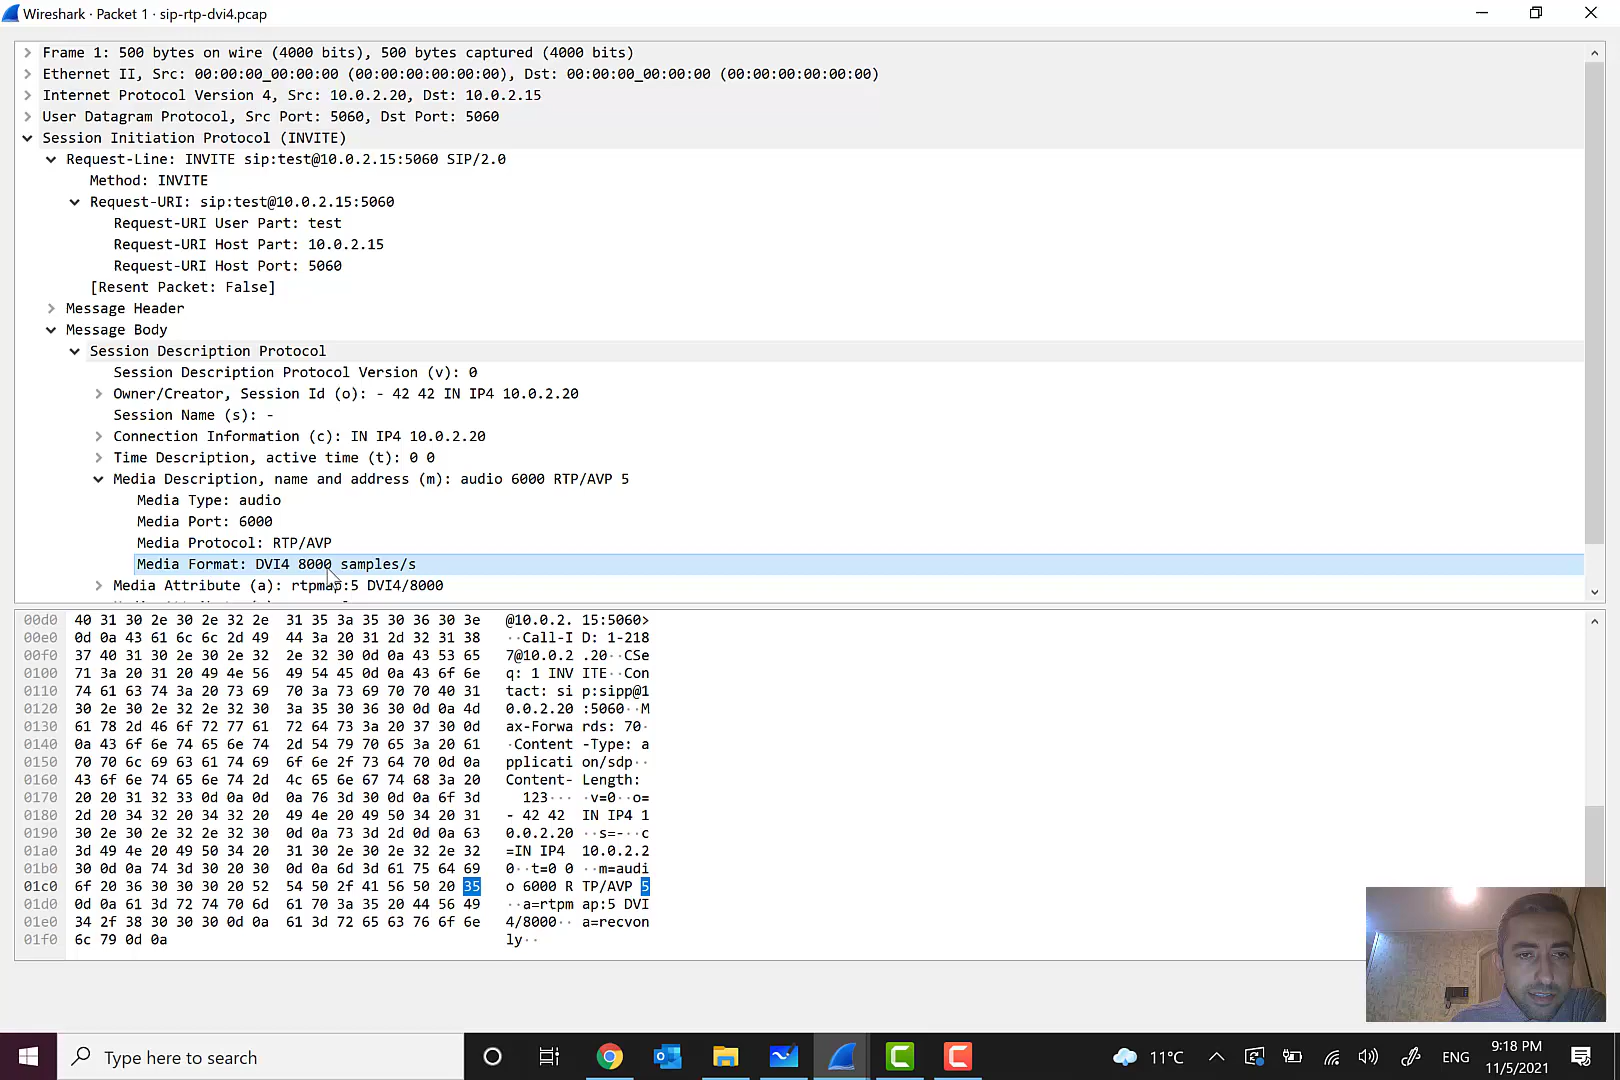 Wireshark · Packet 1 · sip-rtp-dvi4.pcap
Frame 1: 500 bytes on wire (4000 bits), 500 bytes captured (4000 bits)
Ethernet II, Src: 00:00:00_00:00:00 (00:00:00:00:00:00), Dst: 00:00:00_00:00:00 (00:00:00:00:00:00)
Internet Protocol Version 4, Src: 10.0.2.20, Dst: 10.0.2.15
User Datagram Protocol, Src Port: 5060, Dst Port: 5060
Session Initiation Protocol (INVITE)
Request-Line: INVITE sip:test@10.0.2.15:5060 SIP/2.0
Method: INVITE
Request-URI: sip:test@10.0.2.15:5060
Request-URI User Part: test
Request-URI Host Part: 10.0.2.15
Request-URI Host Port: 5060
[Resent Packet: False]
Message Header
Message Body
Session Description Protocol
Session Description Protocol Version (v): 0
Owner/Creator, Session Id (o): - 42 42 IN IP4 10.0.2.20
Session Name (s): -
Connection Information (c): IN IP4 10.0.2.20
Time Description, active time (t): 0 0
Media Description, name and address (m): audio 6000 RTP/AVP 5
Media Type: audio
Media Port: 6000
Media Protocol: RTP/AVP
Media Format: DVI4 8000 samples/s
Media Attribute (a): rtpmap:5 DVI4/8000
00d0 40 31 30 2e 30 2e 32 2e 31 35 3a 35 30 36 30 3e @10.0.2. 15:5060>
00e0 0d 0a 43 61 6c 6c 2d 49 44 3a 20 31 2d 32 31 38 ··Call-I D: 1-218
00f0 37 40 31 30 2e 30 2e 32 2e 32 30 0d 0a 43 53 65 7@10.0.2 .20··CSe
0100 71 3a 20 31 20 49 4e 56 49 54 45 0d 0a 43 6f 6e q: 1 INV ITE··Con
0110 74 61 63 74 3a 20 73 69 70 3a 73 69 70 70 40 31 tact: si p:sipp@1
0120 30 2e 30 2e 32 2e 32 30 3a 35 30 36 30 0d 0a 4d 0.0.2.20 :5060··M
0130 61 78 2d 46 6f 72 77 61 72 64 73 3a 20 37 30 0d ax-Forwa rds: 70·
0140 0a 43 6f 6e 74 65 6e 74 2d 54 79 70 65 3a 20 61 ·Content -Type: a
0150 70 70 6c 69 63 61 74 69 6f 6e 2f 73 64 70 0d 0a pplicati on/sdp··
0160 43 6f 6e 74 65 6e 74 2d 4c 65 6e 67 74 68 3a 20 Content- Length:
0170 20 20 31 32 33 0d 0a 0d 0a 76 3d 30 0d 0a 6f 3d 123··· ·v=0··o=
0180 2d 20 34 32 20 34 32 20 49 4e 20 49 50 34 20 31 - 42 42 IN IP4 1
0190 30 2e 30 2e 32 2e 32 30 0d 0a 73 3d 2d 0d 0a 63 0.0.2.20 ··s=-··c
01a0 3d 49 4e 20 49 50 34 20 31 30 2e 30 2e 32 2e 32 =IN IP4 10.0.2.2
01b0 30 0d 0a 74 3d 30 20 30 0d 0a 6d 3d 61 75 64 69 0··t=0 0 ··m=audi
01c0 6f 20 36 30 30 30 20 52 54 50 2f 41 56 50 20 35 o 6000 R TP/AVP 5
01d0 0d 0a 61 3d 72 74 70 6d 61 70 3a 35 20 44 56 49 ··a=rtpm ap:5 DVI
01e0 34 2f 38 30 30 30 0d 0a 61 3d 72 65 63 76 6f 6e 4/8000·· a=recvon
01f0 6c 79 0d 0a ly··
Type here to search
11°C
ENG
9:18 PM
11/5/2021